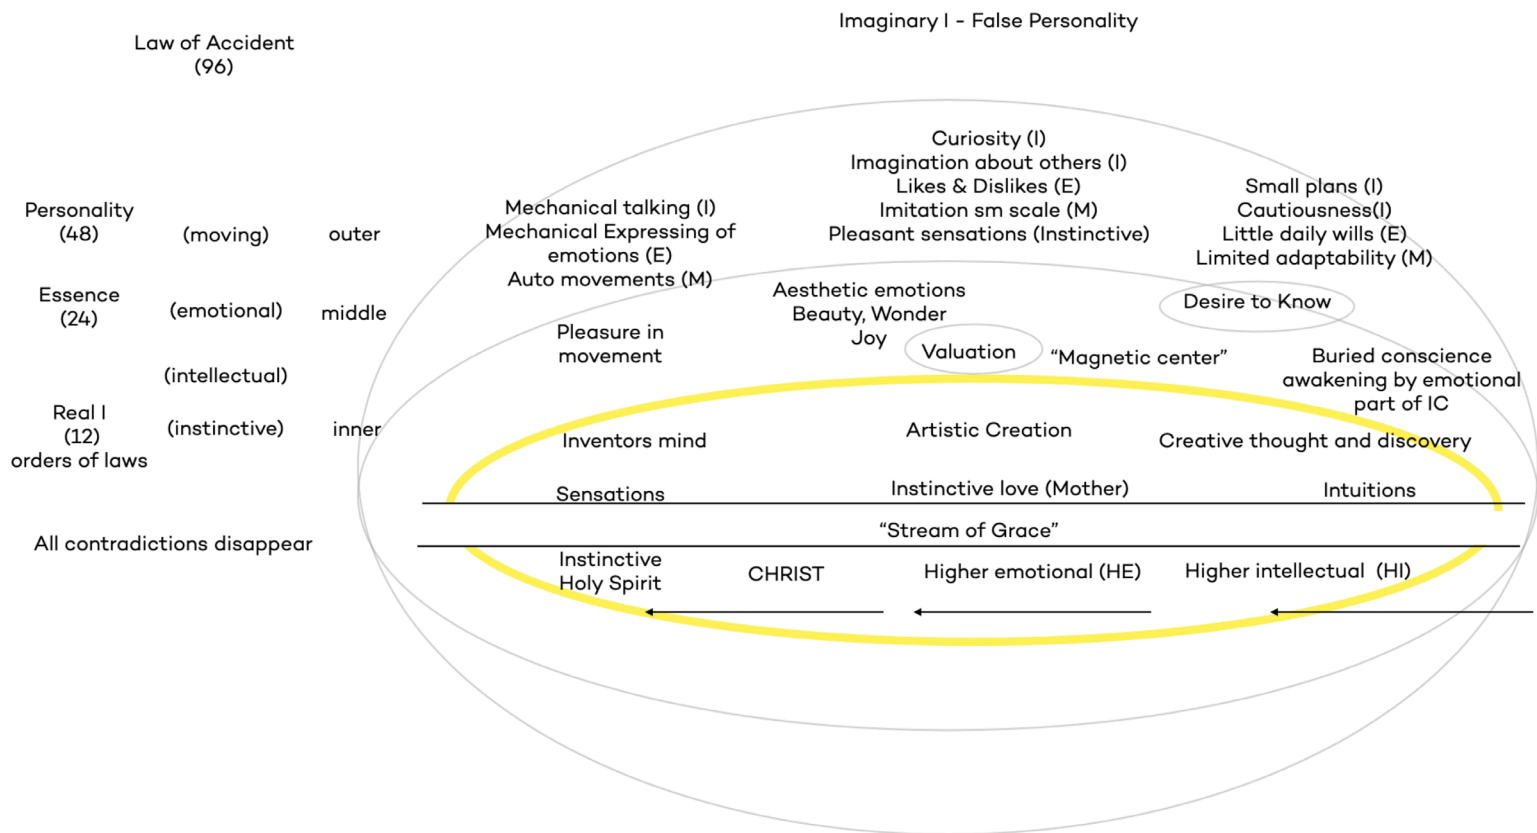 Imaginary I - False Personality
Law of Accident
(96)
Personality
(48)
(moving)
outer
Essence
(24)
(emotional)
middle
(intellectual)
Real I
(12)
orders of laws
(instinctive)
inner
All contradictions disappear
Mechanical talking (I)
Mechanical Expressing of
emotions (E)
Auto movements (M)
Curiosity (I)
Imagination about others (I)
Likes & Dislikes (E)
Imitation sm scale (M)
Pleasant sensations (Instinctive)
Small plans (I)
Cautiousness(I)
Little daily wills (E)
Limited adaptability (M)
Pleasure in
movement
Aesthetic emotions
Beauty, Wonder
Joy
Valuation
“Magnetic center”
Desire to Know
Buried conscience
awakening by emotional
part of IC
Inventors mind
Artistic Creation
Creative thought and discovery
Sensations
Instinctive love (Mother)
Intuitions
“Stream of Grace”
Instinctive
Holy Spirit
CHRIST
Higher emotional (HE)
Higher intellectual (HI)